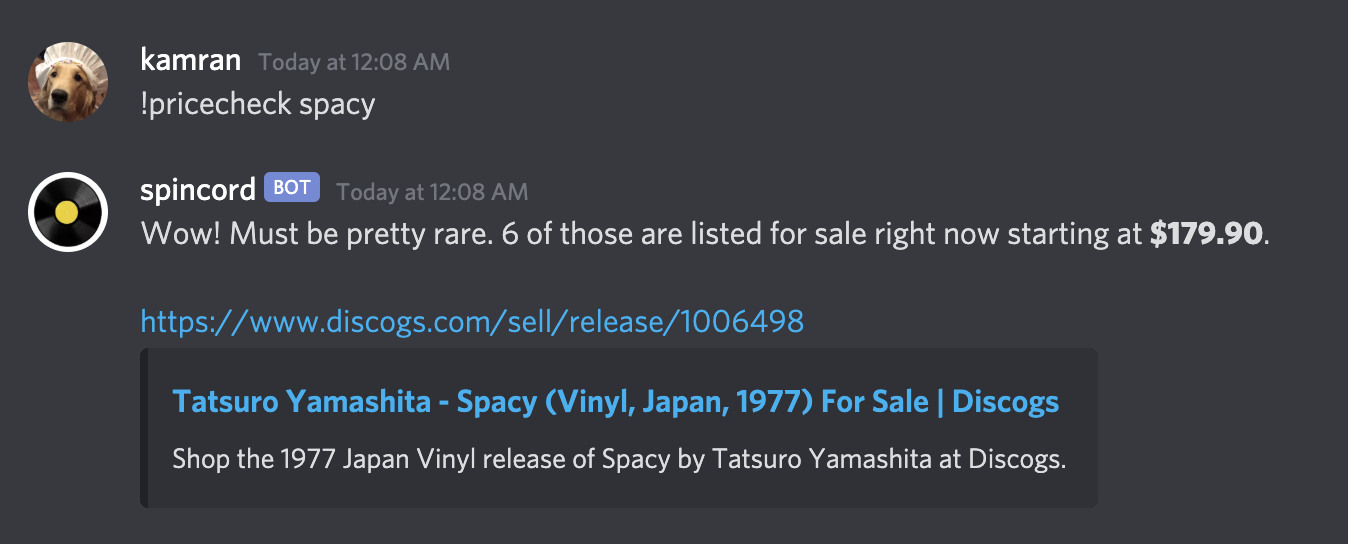 kamran Today at 12:08 AM
!pricecheck spacy
spincord BOT Today at 12:08 AM
Wow! Must be pretty rare. 6 of those are listed for sale right now starting at $179.90.
https://www.discogs.com/sell/release/1006498
Tatsuro Yamashita - Spacy (Vinyl, Japan, 1977) For Sale | Discogs
Shop the 1977 Japan Vinyl release of Spacy by Tatsuro Yamashita at Discogs.